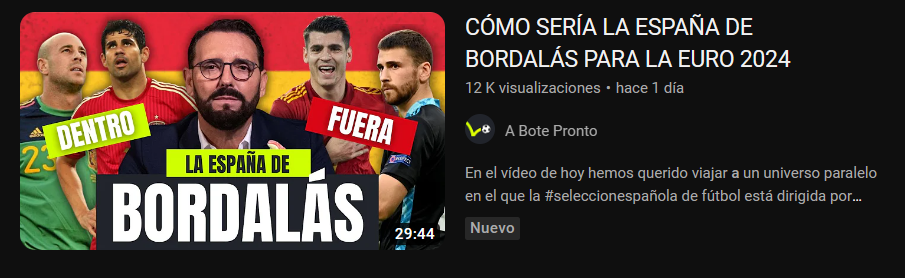 23
DENTRO
FUERA
LA ESPAÑA DE
BORDALÁS
29:44
CÓMO SERÍA LA ESPAÑA DE
BORDALÁS PARA LA EURO 2024
12 K visualizaciones • hace 1 día
A Bote Pronto
En el vídeo de hoy hemos querido viajar a un universo paralelo
en el que la #seleccionespañola de fútbol está dirigida por...
Nuevo